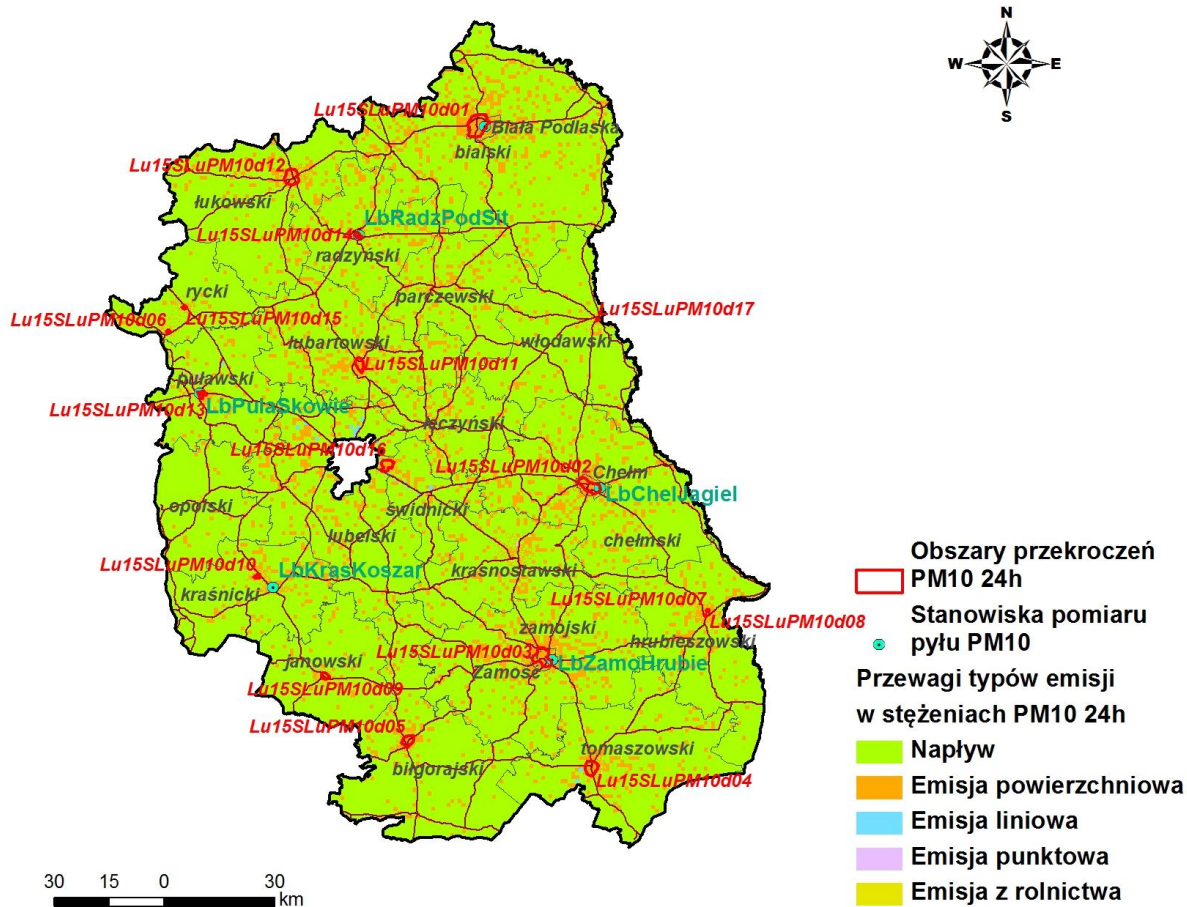 N
W
E
S
Lu15SLuPM10d01
Biała Podlaska
bialski
Lu15SLuPM10d12
łukowski
LbRadzPodSit
Lu15SLuPM10d14
radzyński
rycki
parczewski
Lu15SLuPM10d17
Lu15SLuPM10d06
Lu15SLuPM10d15
lubartowski
włodawski
Lu15SLuPM10d11
puławski
Lu15SLuPM10d13
LbPulaSkowie
łęczyński
Lu15SLuPM10d16
Lu15SLuPM10d02
Chełm
LbChelJagiel
opolski
świdnicki
lubelski
chełmski
Lu15SLuPM10d10
LbKrasKoszar
krasnostawski
kraśnicki
Lu15SLuPM10d07
Lu15SLuPM10d08
zamojski
hrubieszowski
Lu15SLuPM10d03
LbZamoHrubie
janowski
Zamość
Lu15SLuPM10d09
Lu15SLuPM10d05
tomaszowski
biłgorajski
Lu15SLuPM10d04
Obszary przekroczeń
PM10 24h
Stanowiska pomiaru
pyłu PM10
Przewagi typów emisji
w stężeniach PM10 24h
Napływ
Emisja powierzchniowa
Emisja liniowa
Emisja punktowa
Emisja z rolnictwa
30 15 0 30
km